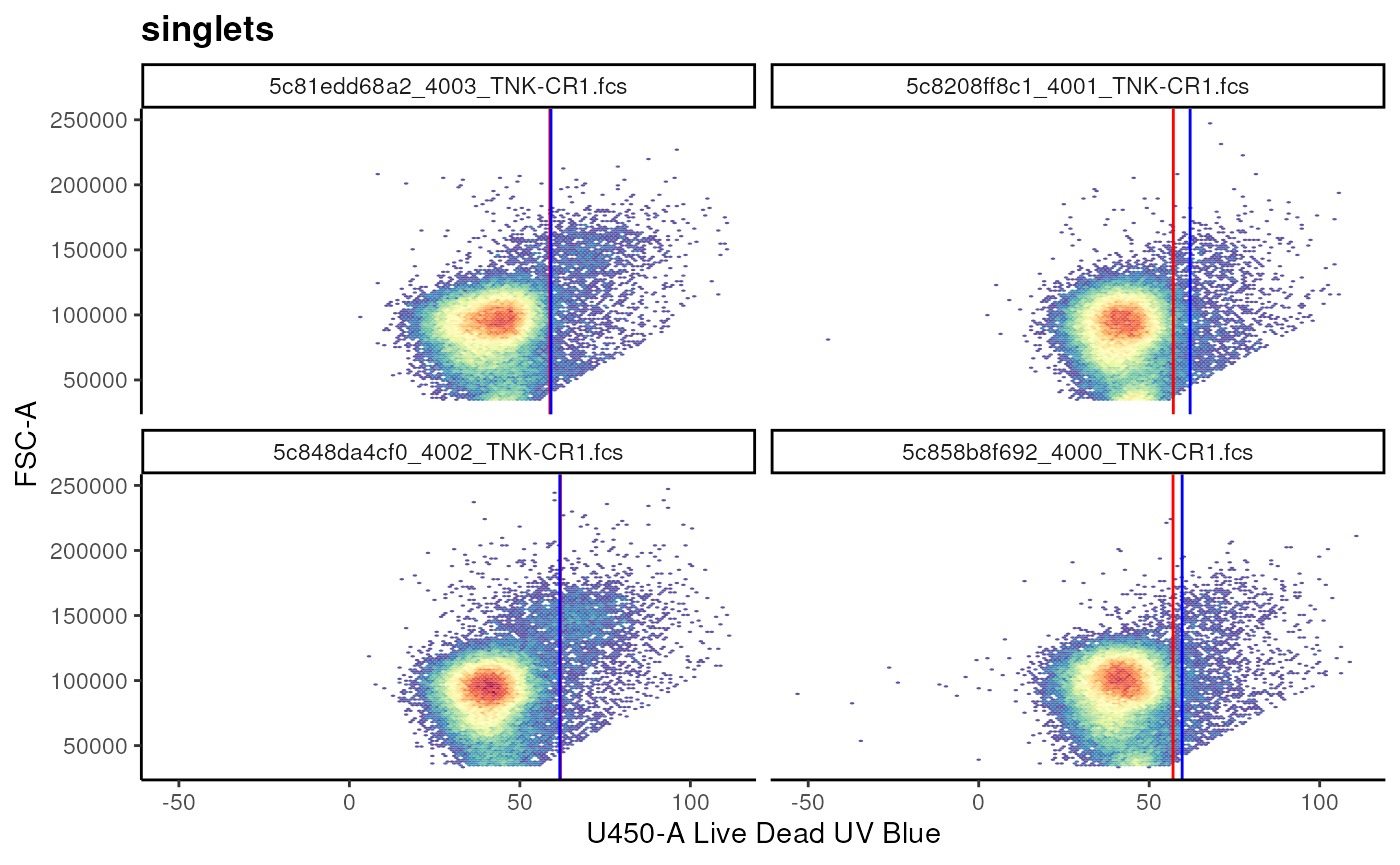 singlets
5c81edd68a2_4003_TNK-CR1.fcs
5c8208ff8c1_4001_TNK-CR1.fcs
250000
200000
150000
100000
50000
5c848da4cf0_4002_TNK-CR1.fcs
5c858b8f692_4000_TNK-CR1.fcs
250000
200000
150000
100000
50000
FSC-A
-50 0 50 100 -50 0 50 100
U450-A Live Dead UV Blue